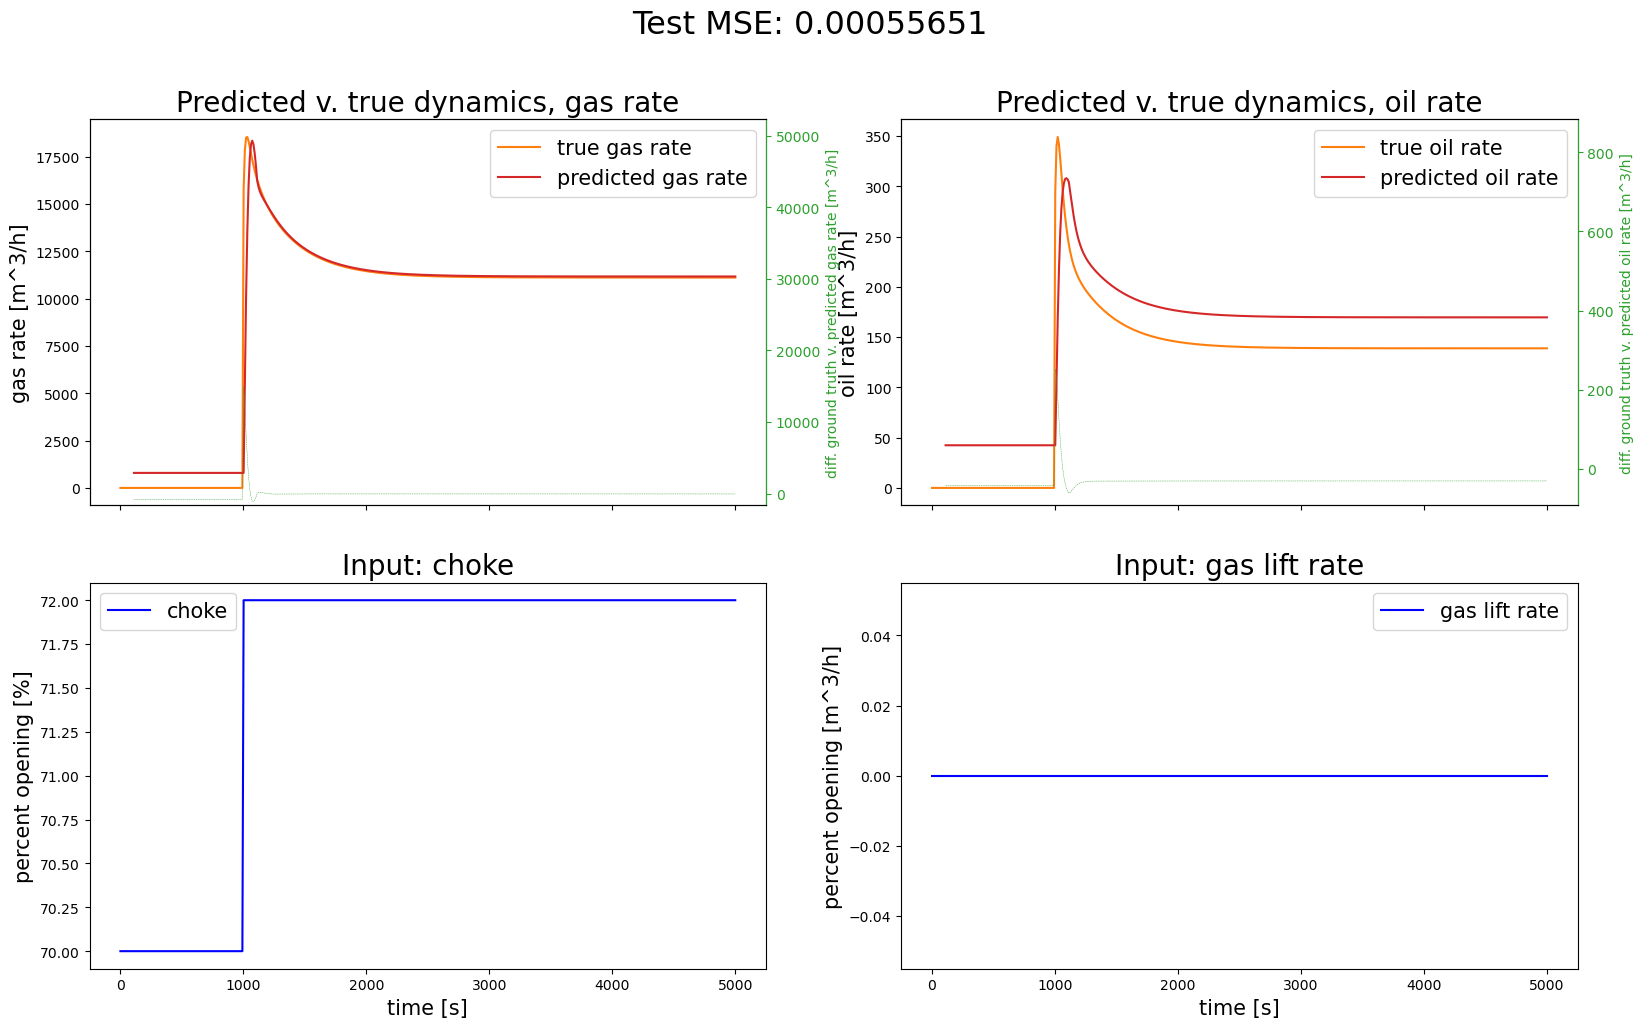 Test MSE: 0.00055651
Predicted v. true dynamics, gas rate
17500
15000
12500
10000
7500
5000
2500
0
gas rate [m^3/h]
true gas rate
predicted gas rate
50000
40000
30000
20000
10000
0
diff. ground truth v. predicted gas rate [m^3/h]
Predicted v. true dynamics, oil rate
350
300
250
200
150
100
50
0
oil rate [m^3/h]
true oil rate
predicted oil rate
800
600
400
200
0
diff. ground truth v. predicted oil rate [m^3/h]
Input: choke
72.00
71.75
71.50
71.25
71.00
70.75
70.50
70.25
70.00
percent opening [%]
choke
0 1000 2000 3000 4000 5000
time [s]
Input: gas lift rate
0.04
0.02
0.00
−0.02
−0.04
percent opening [m^3/h]
gas lift rate
0 1000 2000 3000 4000 5000
time [s]